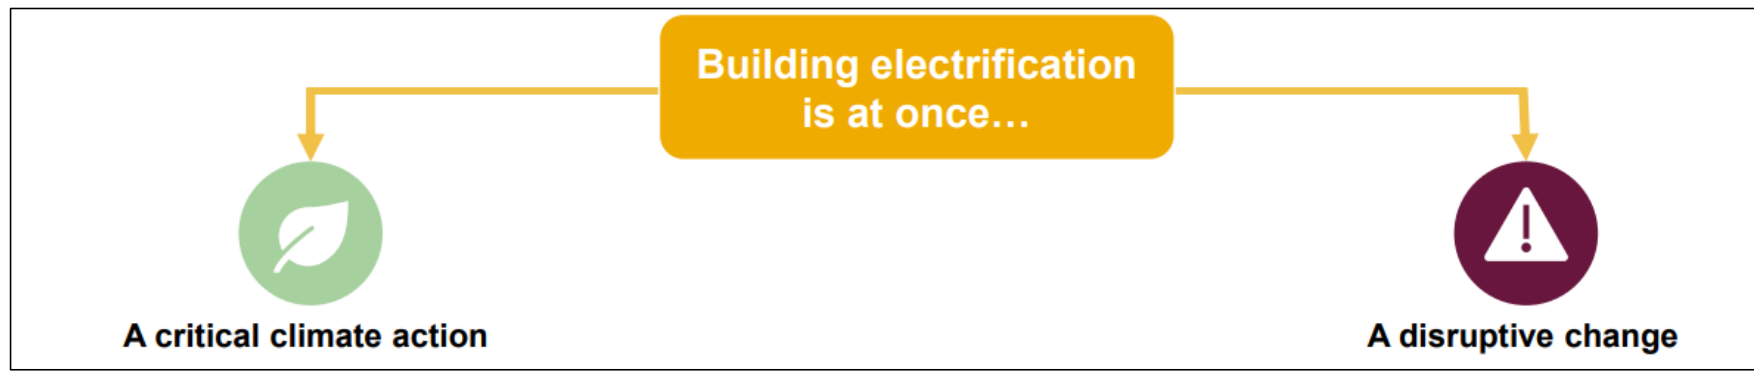 Building electrification
is at once…
A critical climate action
A disruptive change